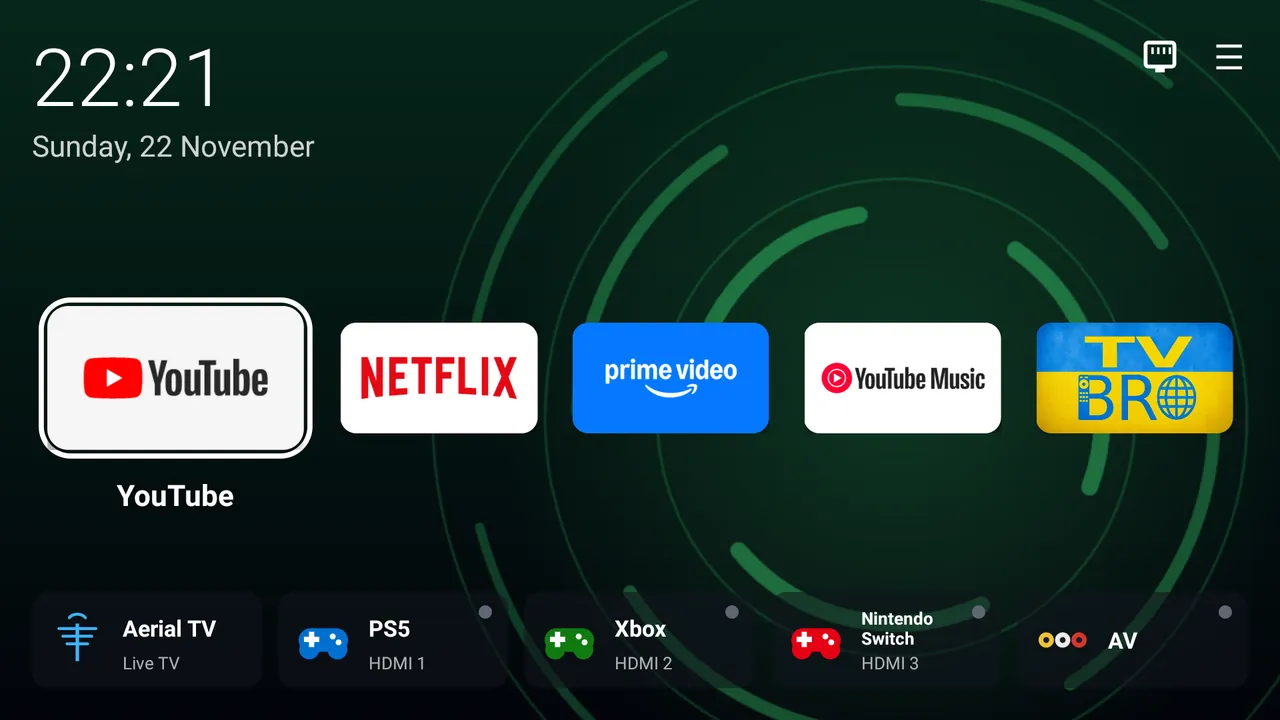 22:21
Sunday, 22 November
YouTube
NETFLIX
prime video
YouTube Music
TV
BRO
YouTube
Aerial TV
Live TV
PS5
HDMI 1
Xbox
HDMI 2
Nintendo
Switch
HDMI 3
AV